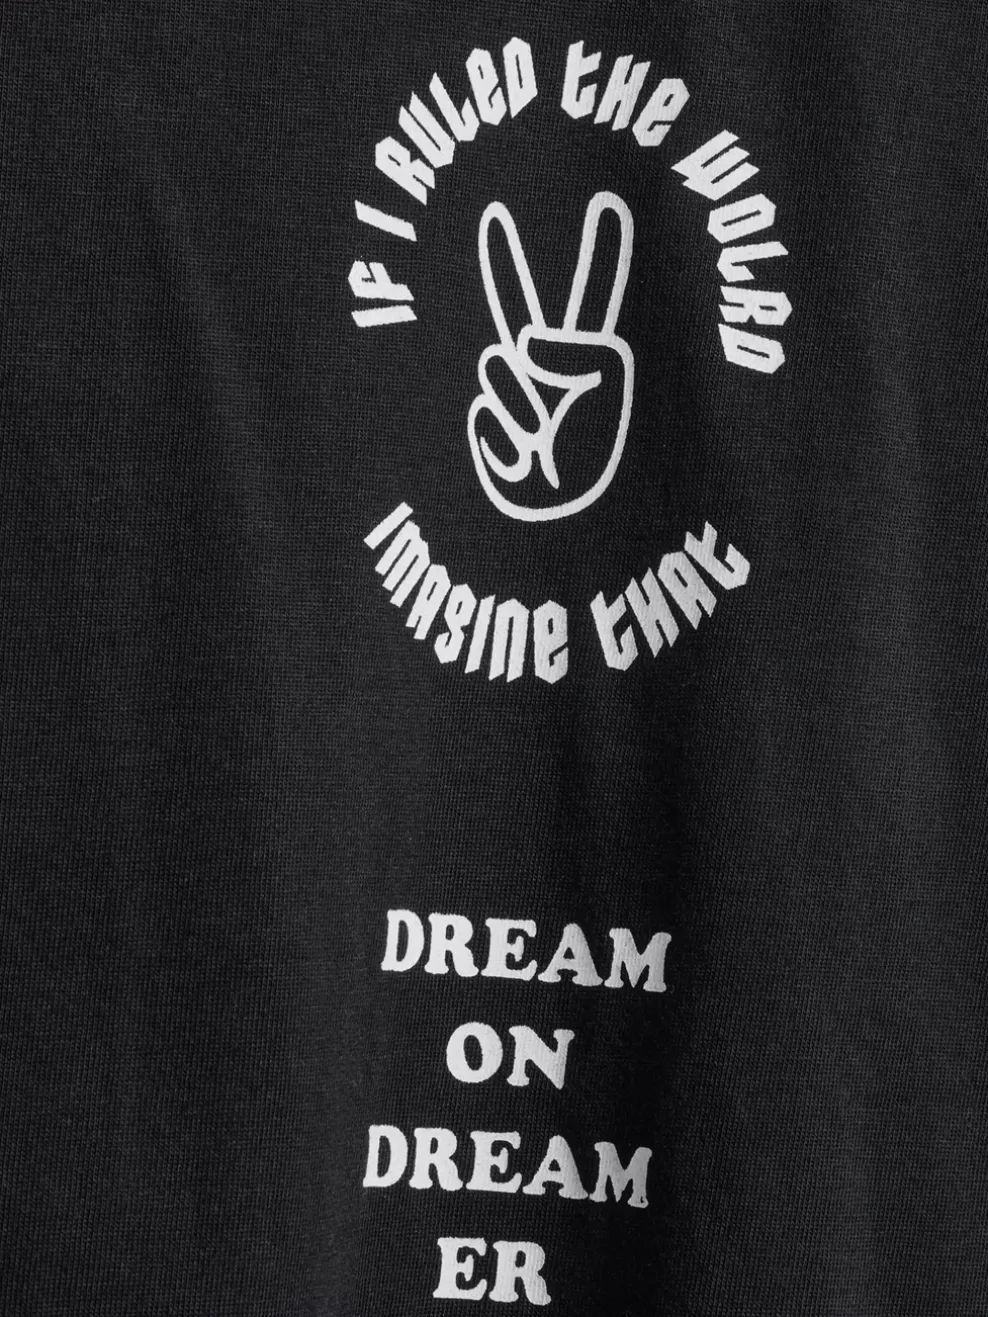 IF I RULED THE WOLRD
IMAGINE THAT
DREAM
ON
DREAM
ER